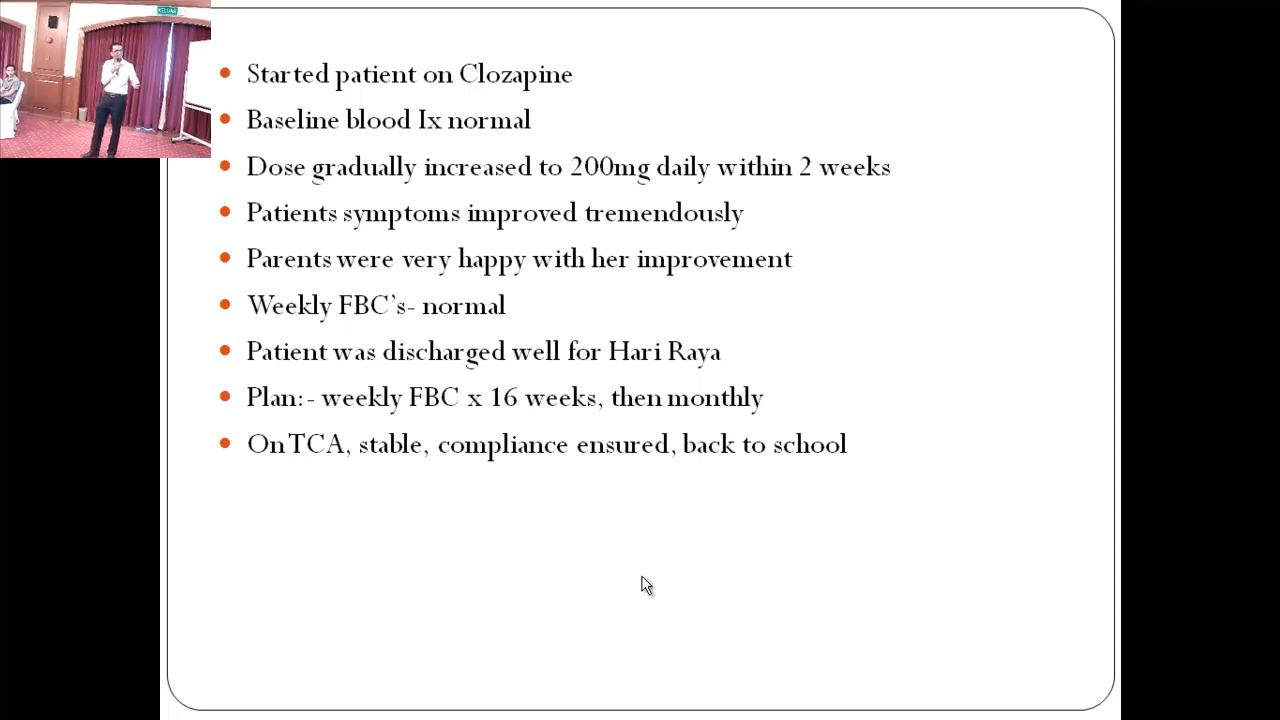 KELUAR
Started patient on Clozapine
Baseline blood Ix normal
Dose gradually increased to 200mg daily within 2 weeks
Patients symptoms improved tremendously
Parents were very happy with her improvement
Weekly FBC's- normal
Patient was discharged well for Hari Raya
Plan:- weekly FBC x 16 weeks, then monthly
On TCA, stable, compliance ensured, back to school